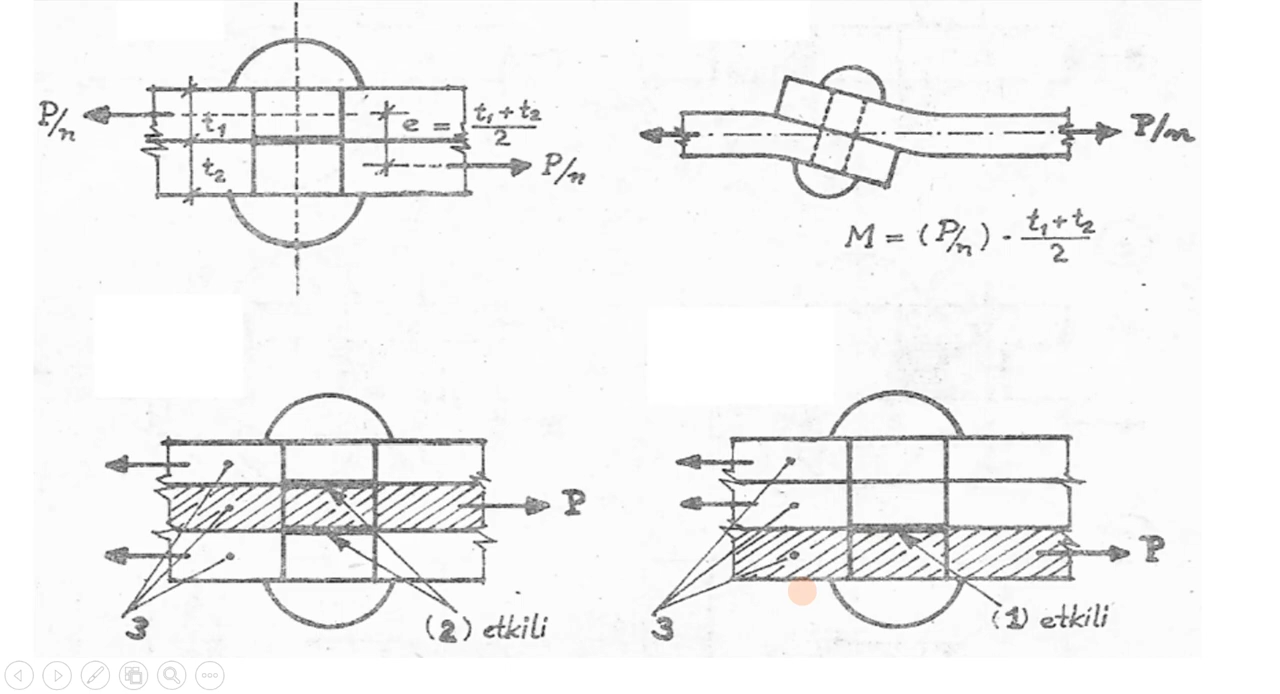 P/n
t₁
e = (t₁ + t₂)/2
t₂
P/n
P/n
M = (P/n) · (t₁ + t₂)/2
P
3
(2) etkili
P
3
(1) etkili